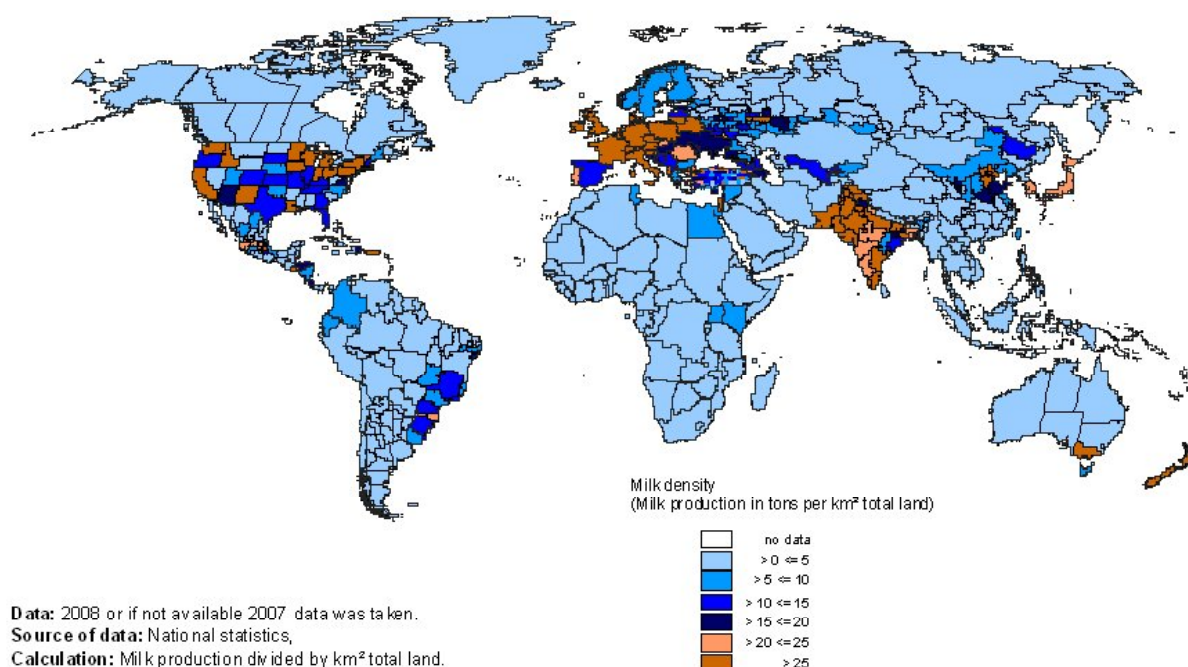 Milk density
(Milk production in tons per km² total land)
no data
>0 <=5
>5 <=10
>10 <=15
>15 <=20
>20 <=25
>25
Data: 2008 or if not available 2007 data was taken.
Source of data: National statistics,
Calculation: Milk production divided by km² total land.